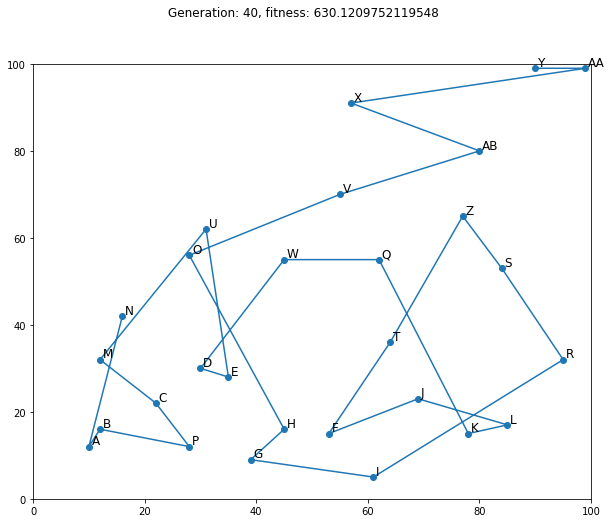 Generation: 40, fitness: 630.1209752119548
Y
AA
100
X
AB
80
V
Z
U
60
O
W
Q
S
N
40
T
M
R
D
E
J
C
20
L
B
H
K
F
A
P
G
I
0
0
20
40
60
80
100